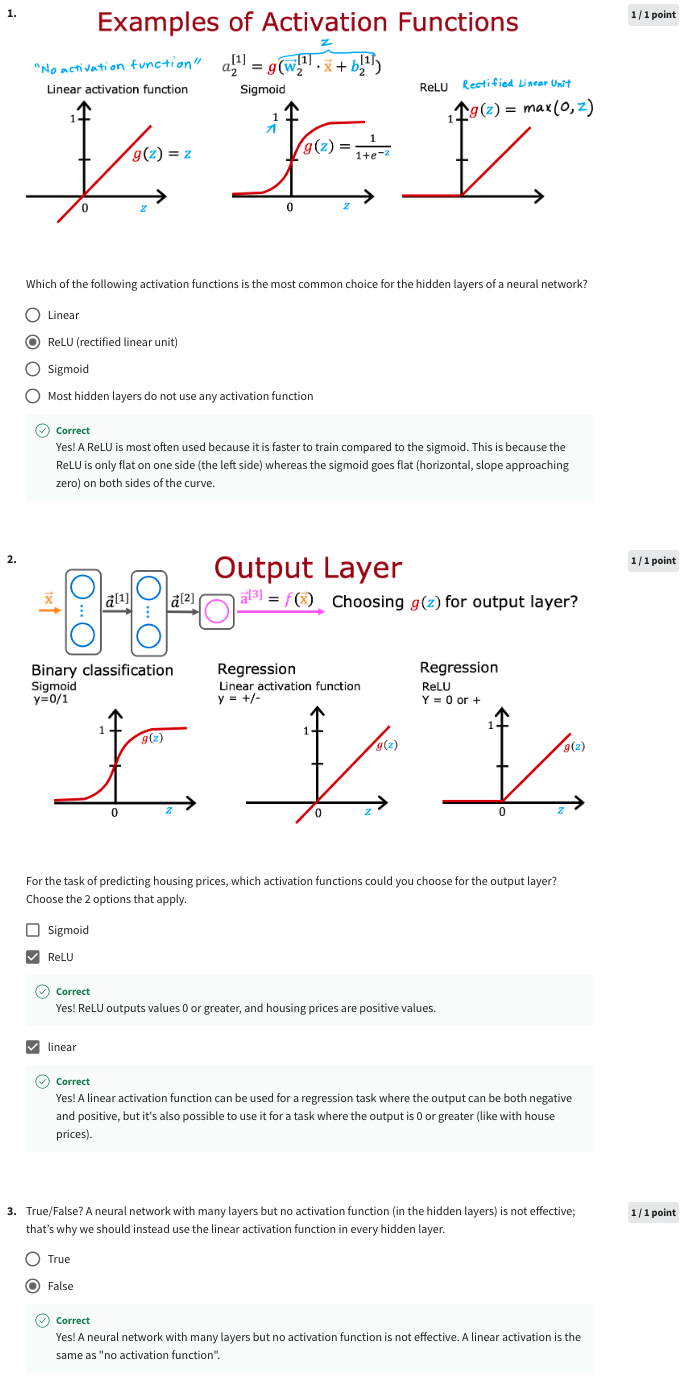 1.
Examples of Activation Functions
1 / 1 point
z
"No activation function"
a₂^[1] = g(w⃗₂^[1] · x⃗ + b₂^[1])
Linear activation function
Sigmoid
ReLU Rectified Linear Unit
1 g(z) = z 0 z
1 g(z) = 1/(1+e^-z) 0 z
1 g(z) = max(0,z)
Which of the following activation functions is the most common choice for the hidden layers of a neural network?
Linear
ReLU (rectified linear unit)
Sigmoid
Most hidden layers do not use any activation function
Correct
Yes! A ReLU is most often used because it is faster to train compared to the sigmoid. This is because the
ReLU is only flat on one side (the left side) whereas the sigmoid goes flat (horizontal, slope approaching
zero) on both sides of the curve.
2.
Output Layer
1 / 1 point
x⃗ a⃗^[1] a⃗^[2] a⃗^[3] = f(x⃗) Choosing g(z) for output layer?
Binary classification
Sigmoid
y=0/1
1 g(z) 0 z
Regression
Linear activation function
y = +/-
1 g(z) 0 z
Regression
ReLU
Y = 0 or +
1 g(z) 0 z
For the task of predicting housing prices, which activation functions could you choose for the output layer?
Choose the 2 options that apply.
Sigmoid
ReLU
Correct
Yes! ReLU outputs values 0 or greater, and housing prices are positive values.
linear
Correct
Yes! A linear activation function can be used for a regression task where the output can be both negative
and positive, but it's also possible to use it for a task where the output is 0 or greater (like with house
prices).
3. True/False? A neural network with many layers but no activation function (in the hidden layers) is not effective;
that's why we should instead use the linear activation function in every hidden layer.
1 / 1 point
True
False
Correct
Yes! A neural network with many layers but no activation function is not effective. A linear activation is the
same as "no activation function".